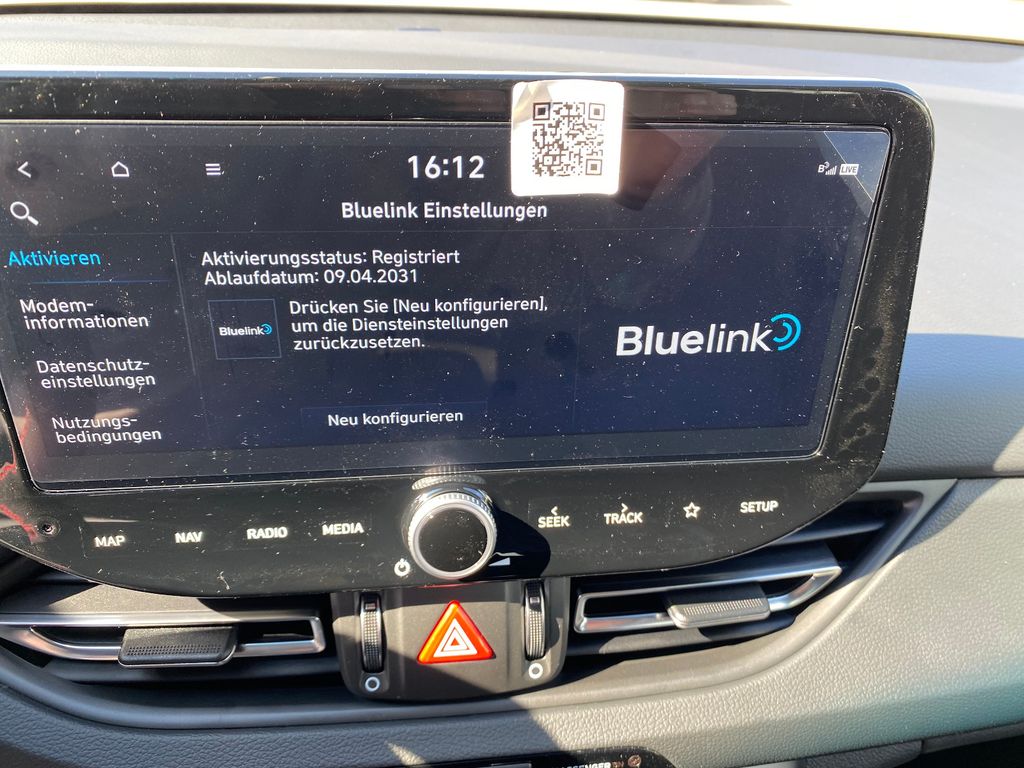 16:12
B LIVE
Bluelink Einstellungen
Aktivieren
Modem-
informationen
Datenschutz-
einstellungen
Nutzungs-
bedingungen
Aktivierungsstatus: Registriert
Ablaufdatum: 09.04.2031
Bluelink
Drücken Sie [Neu konfigurieren],
um die Diensteinstellungen
zurückzusetzen.
Neu konfigurieren
Bluelink
MAP NAV RADIO MEDIA SEEK TRACK SETUP